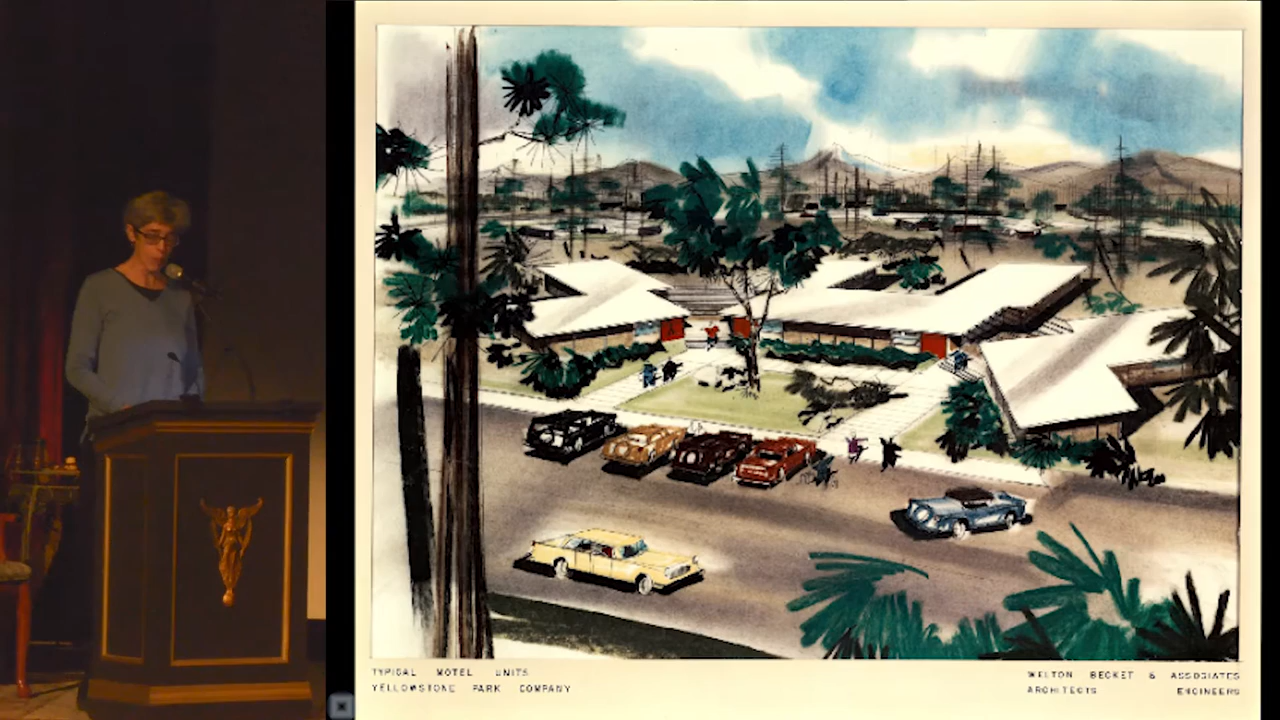 TYPICAL MOTEL UNITS
YELLOWSTONE PARK COMPANY
WELTON BECKET & ASSOCIATES
ARCHITECTS ENGINEERS